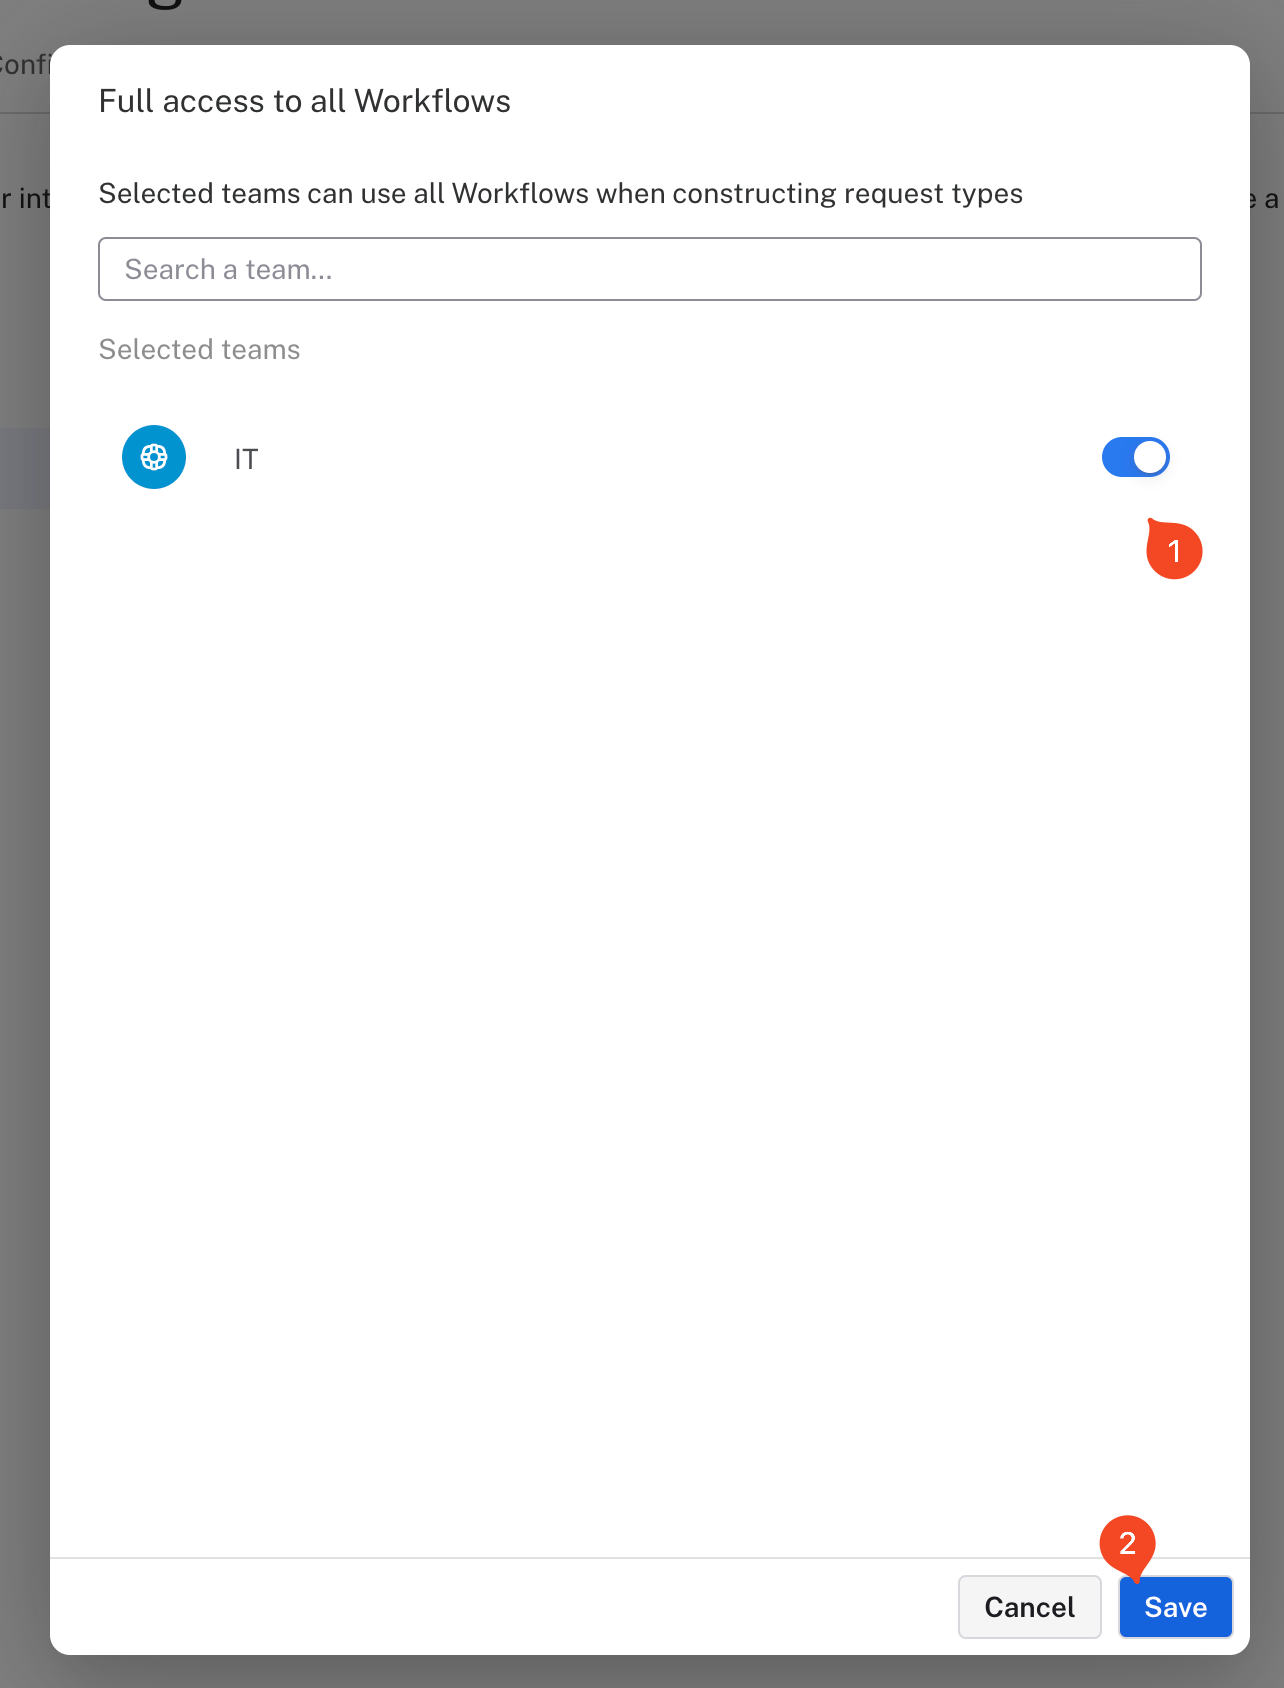 Full access to all Workflows
Selected teams can use all Workflows when constructing request types
Search a team...
Selected teams
IT
1
2
Cancel
Save